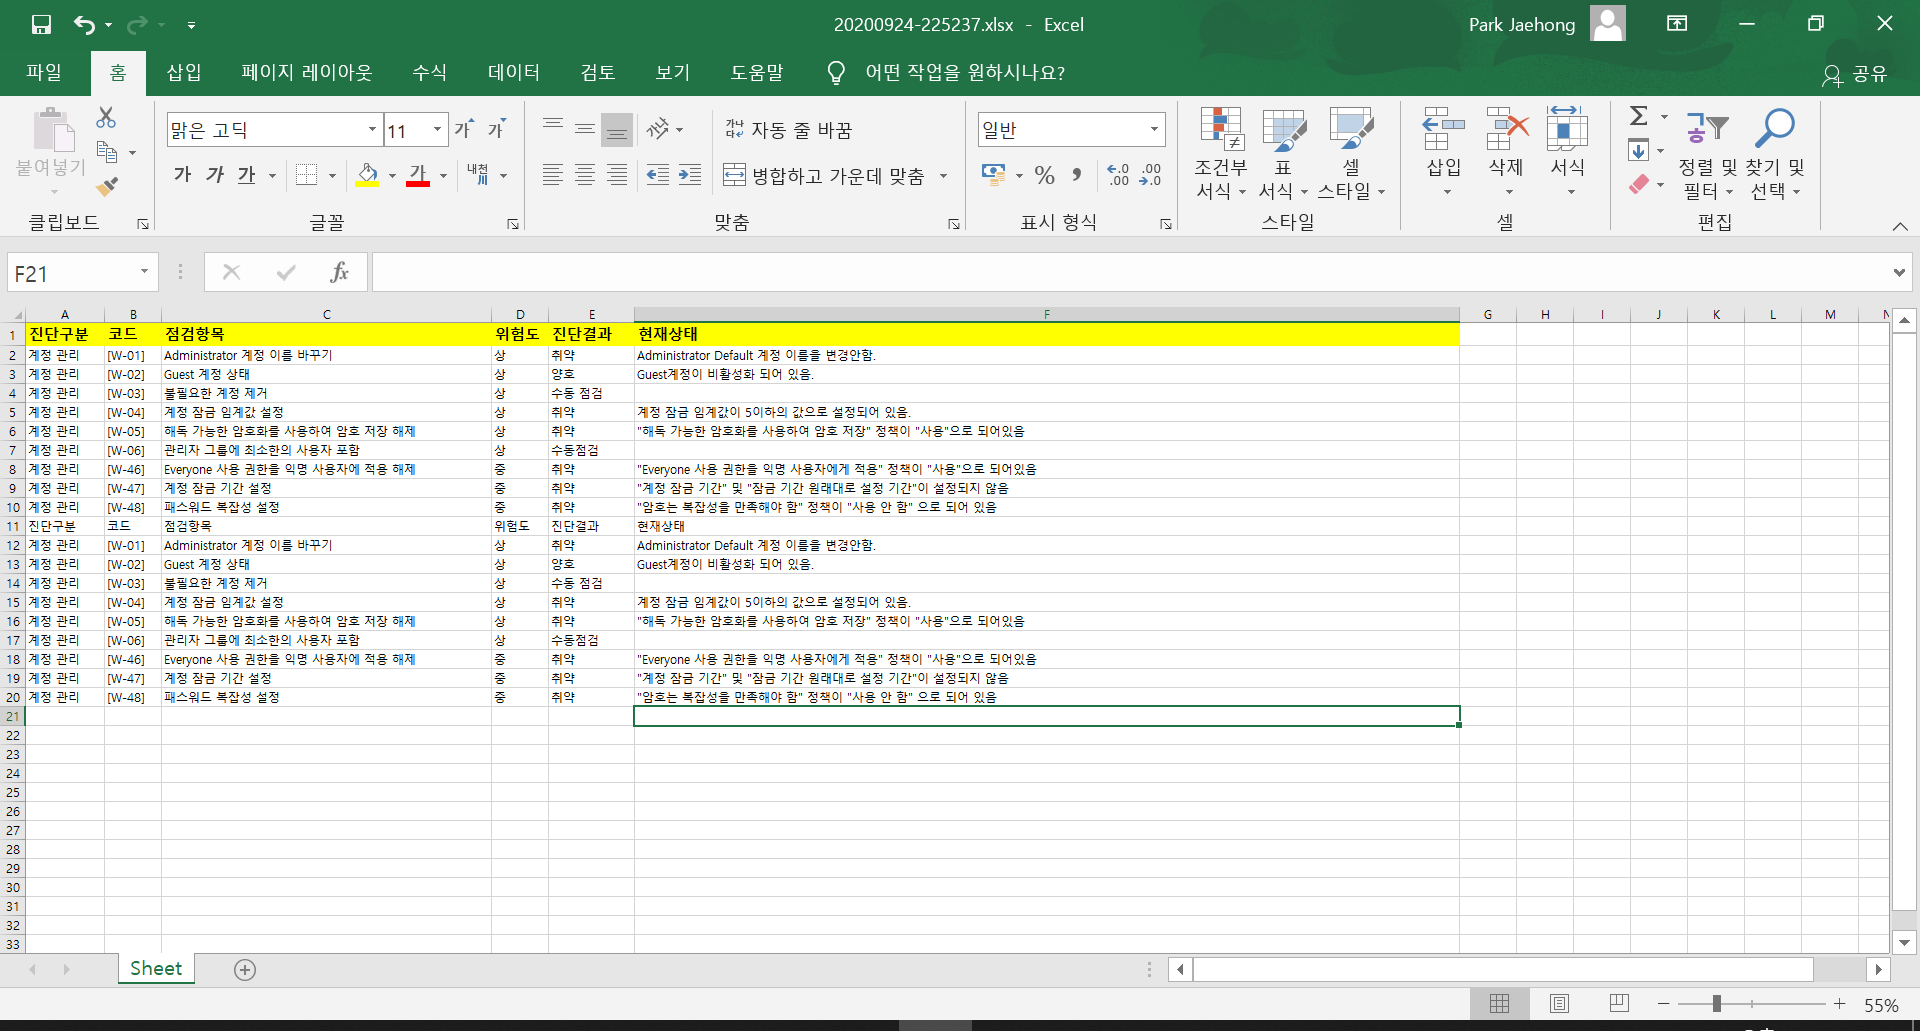 20200924-225237.xlsx - Excel
Park Jaehong
파일 홈 삽입 페이지 레이아웃 수식 데이터 검토 보기 도움말 어떤 작업을 원하시나요? 공유
붙여넣기
클립보드
맑은 고딕 11 가 가
가 가 가 가 내천 川
글꼴
가나다라 자동 줄 바꿈
병합하고 가운데 맞춤
맞춤
일반
% 9 .0 .00 .00 .0
표시 형식
조건부 서식
표 서식
셀 스타일
스타일
삽입 삭제 서식
셀
정렬 및 필터
찾기 및 선택
편집
F21 fx
A B C D E F G H I J K L M N
1 진단구분 코드 점검항목 위험도 진단결과 현재상태
2 계정 관리 [W-01] Administrator 계정 이름 바꾸기 상 취약 Administrator Default 계정 이름을 변경안함.
3 계정 관리 [W-02] Guest 계정 상태 상 양호 Guest계정이 비활성화 되어 있음.
4 계정 관리 [W-03] 불필요한 계정 제거 상 수동 점검
5 계정 관리 [W-04] 계정 잠금 임계값 설정 상 취약 계정 잠금 임계값이 5이하의 값으로 설정되어 있음.
6 계정 관리 [W-05] 해독 가능한 암호화를 사용하여 암호 저장 해제 상 취약 "해독 가능한 암호화를 사용하여 암호 저장" 정책이 "사용"으로 되어있음
7 계정 관리 [W-06] 관리자 그룹에 최소한의 사용자 포함 상 수동점검
8 계정 관리 [W-46] Everyone 사용 권한을 익명 사용자에 적용 해제 중 취약 "Everyone 사용 권한을 익명 사용자에게 적용" 정책이 "사용"으로 되어있음
9 계정 관리 [W-47] 계정 잠금 기간 설정 중 취약 "계정 잠금 기간" 및 "잠금 기간 원래대로 설정 기간"이 설정되지 않음
10 계정 관리 [W-48] 패스워드 복잡성 설정 중 취약 "암호는 복잡성을 만족해야 함" 정책이 "사용 안 함" 으로 되어 있음
11 진단구분 코드 점검항목 위험도 진단결과 현재상태
12 계정 관리 [W-01] Administrator 계정 이름 바꾸기 상 취약 Administrator Default 계정 이름을 변경안함.
13 계정 관리 [W-02] Guest 계정 상태 상 양호 Guest계정이 비활성화 되어 있음.
14 계정 관리 [W-03] 불필요한 계정 제거 상 수동 점검
15 계정 관리 [W-04] 계정 잠금 임계값 설정 상 취약 계정 잠금 임계값이 5이하의 값으로 설정되어 있음.
16 계정 관리 [W-05] 해독 가능한 암호화를 사용하여 암호 저장 해제 상 취약 "해독 가능한 암호화를 사용하여 암호 저장" 정책이 "사용"으로 되어있음
17 계정 관리 [W-06] 관리자 그룹에 최소한의 사용자 포함 상 수동점검
18 계정 관리 [W-46] Everyone 사용 권한을 익명 사용자에 적용 해제 중 취약 "Everyone 사용 권한을 익명 사용자에게 적용" 정책이 "사용"으로 되어있음
19 계정 관리 [W-47] 계정 잠금 기간 설정 중 취약 "계정 잠금 기간" 및 "잠금 기간 원래대로 설정 기간"이 설정되지 않음
20 계정 관리 [W-48] 패스워드 복잡성 설정 중 취약 "암호는 복잡성을 만족해야 함" 정책이 "사용 안 함" 으로 되어 있음
21
22
23
24
25
26
27
28
29
30
31
32
33
Sheet
55%